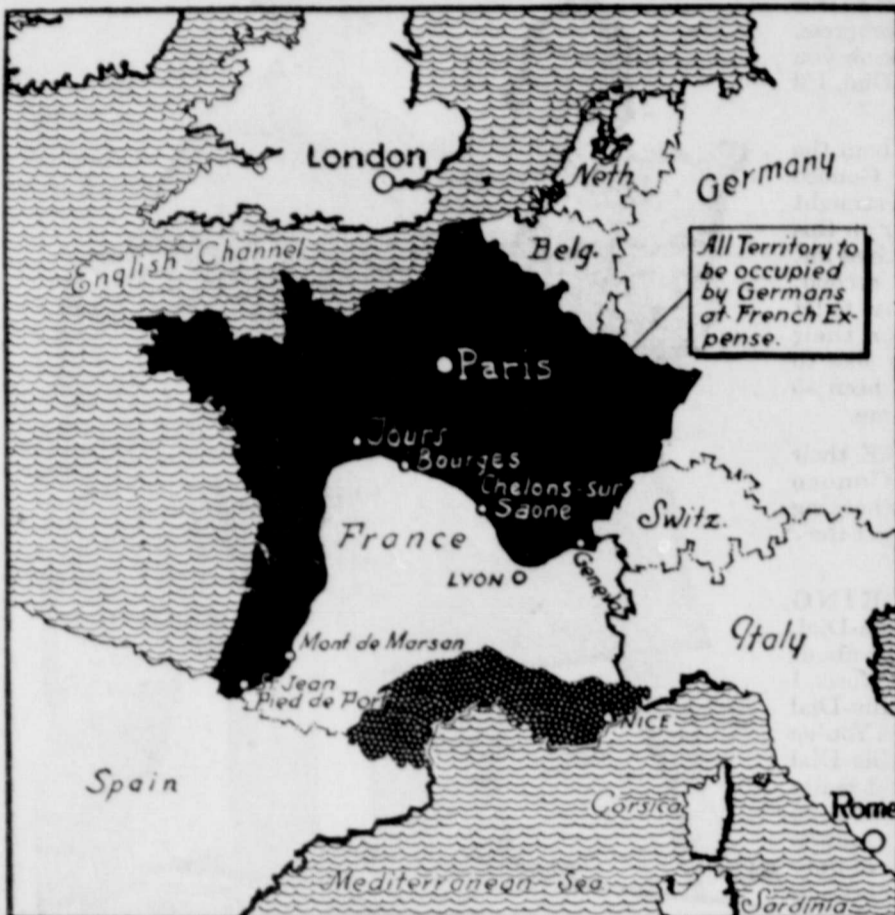 London
Neth
Germany
English Channel
Belg.
All Territory to
be occupied
by Germans
at French Ex-
pense.
Paris
Jours
Bourges
Chelons-sur
Saone
Switz.
France
Geneva
LYON
Italy
Mont de Marsan
St Jean
Pied de Port
NICE
Spain
Corsica
Rome
Mediterranean Sea
Sardinia